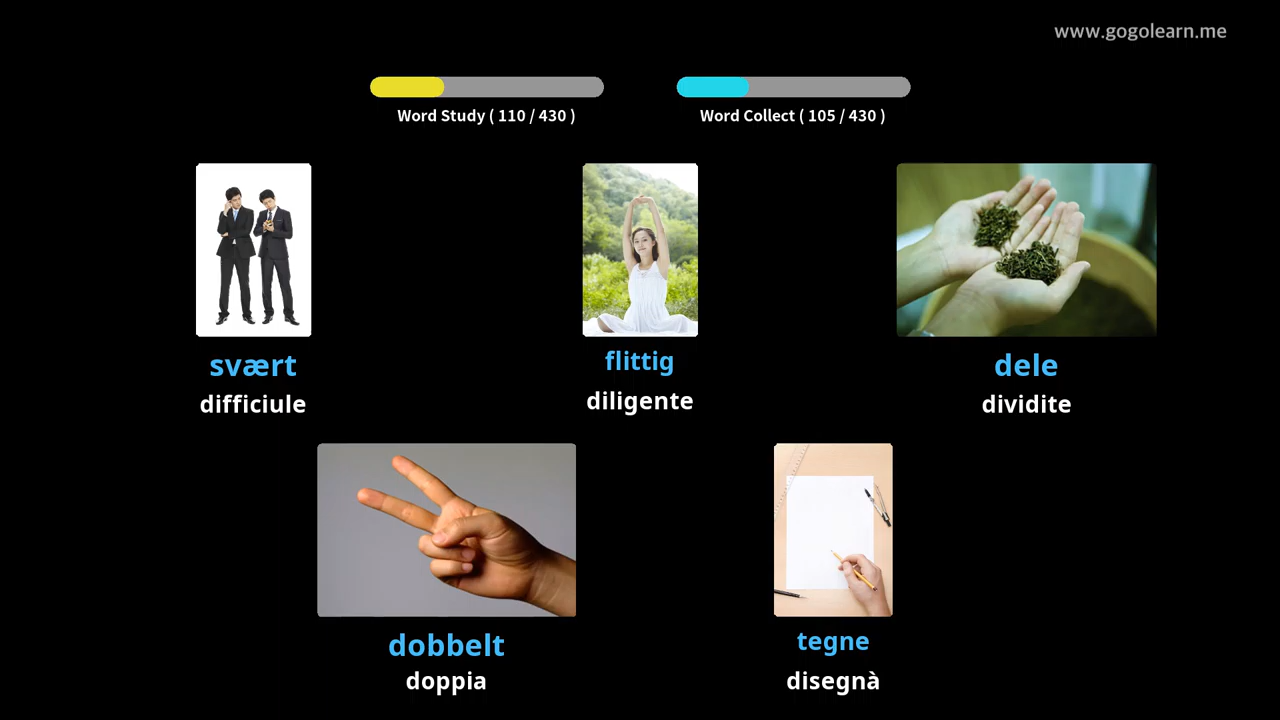 www.gogolearn.me
Word Study ( 110 / 430 )
Word Collect ( 105 / 430 )
svært
difficiule
flittig
diligente
dele
dividite
dobbelt
doppia
tegne
disegnà